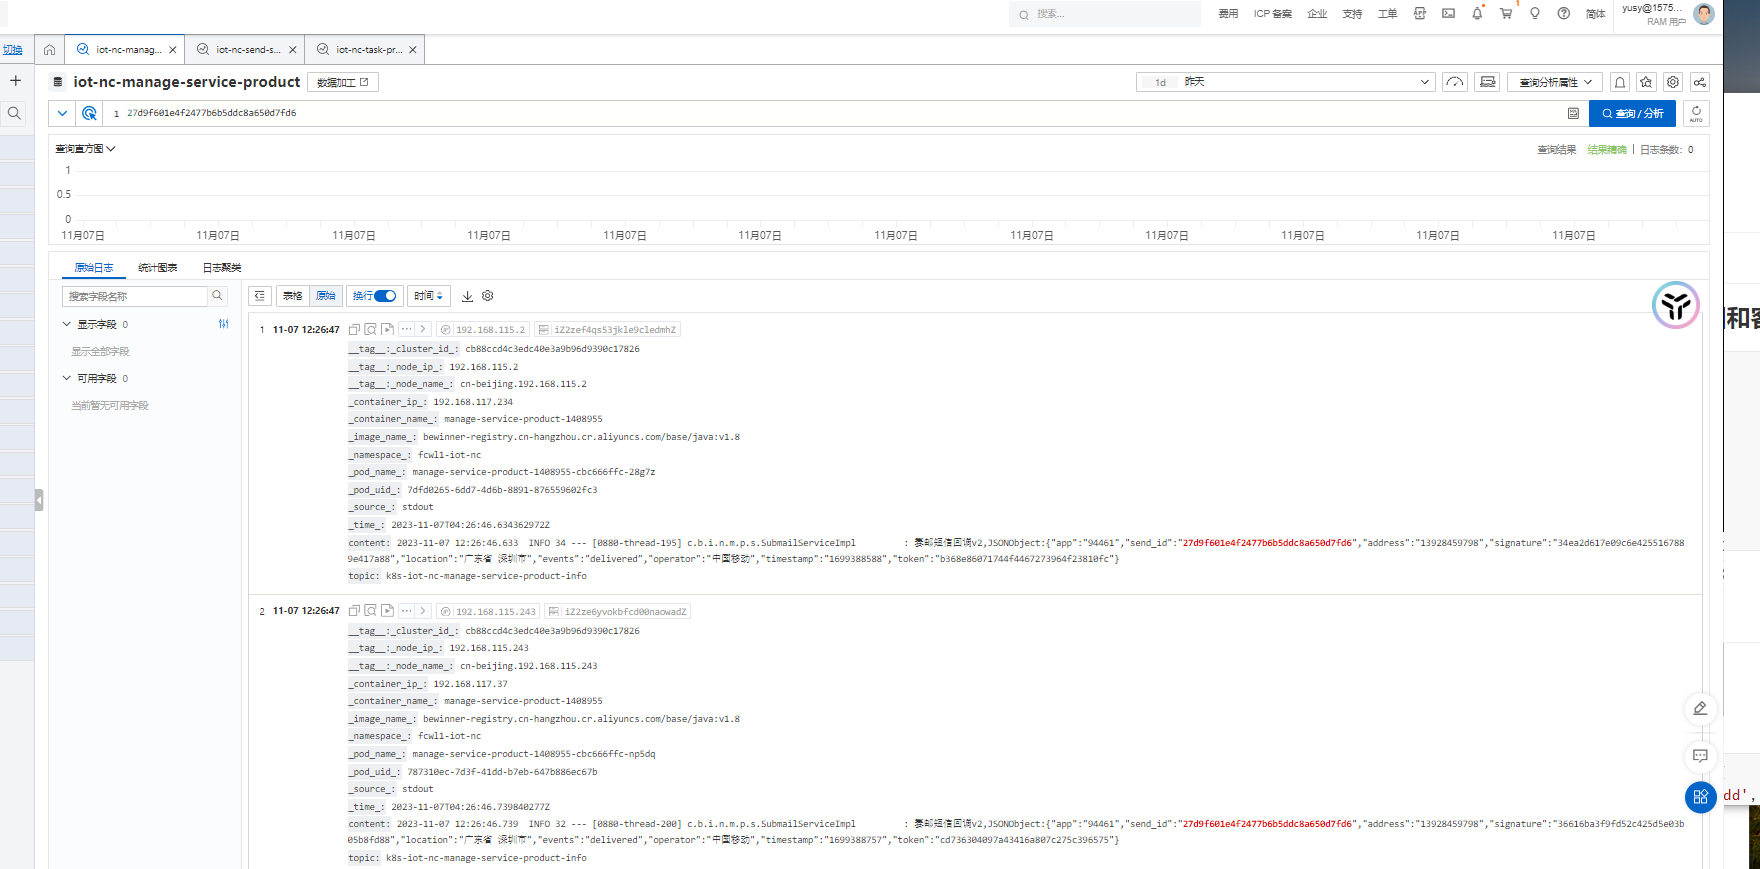 搜索...
费用 ICP 备案 企业 支持 工单 简体
yusy@1575...
RAM 用户
切换
iot-nc-manag...
iot-nc-send-s...
iot-nc-task-pr...
iot-nc-manage-service-product
数据加工
1d 昨天
查询分析属性
1 27d9f601e4f2477b6b5ddc8a650d7fd6
查询 / 分析
AUTO
查询直方图
查询结果 结果精确 日志条数: 0
1
0.5
0
11月07日 11月07日 11月07日 11月07日 11月07日 11月07日 11月07日 11月07日 11月07日 11月07日 11月07日 11月07日
原始日志 统计图表 日志聚类
搜索字段名称
表格 原始 换行 时间
显示字段 0
显示全部字段
可用字段 0
当前暂无可用字段
1 11-07 12:26:47 192.168.115.2 iZ2zef4qs53jkle9cledmhZ
__tag__:_cluster_id_: cb88ccd4c3edc40e3a9b96d9390c17826
__tag__:_node_ip_: 192.168.115.2
__tag__:_node_name_: cn-beijing.192.168.115.2
_container_ip_: 192.168.117.234
_container_name_: manage-service-product-1408955
_image_name_: bewinner-registry.cn-hangzhou.cr.aliyuncs.com/base/java:v1.8
_namespace_: fcwl1-iot-nc
_pod_name_: manage-service-product-1408955-cbc666ffc-28g7z
_pod_uid_: 7dfd0265-6dd7-4d6b-8891-876559602fc3
_source_: stdout
_time_: 2023-11-07T04:26:46.634362972Z
content: 2023-11-07 12:26:46.633 INFO 34 --- [0880-thread-195] c.b.i.n.m.p.s.SubmailServiceImpl : 赛邮短信回调v2,JSONObject:{"app":"94461","send_id":"27d9f601e4f2477b6b5ddc8a650d7fd6","address":"13928459798","signature":"34ea2d617e09c6e425516788
9e417a88","location":"广东省 深圳市","events":"delivered","operator":"中国移动","timestamp":"1699388588","token":"b368e86071744f4467273964f23810fc"}
topic: k8s-iot-nc-manage-service-product-info
2 11-07 12:26:47 192.168.115.243 iZ2ze6yvokbfcd00naowadZ
__tag__:_cluster_id_: cb88ccd4c3edc40e3a9b96d9390c17826
__tag__:_node_ip_: 192.168.115.243
__tag__:_node_name_: cn-beijing.192.168.115.243
_container_ip_: 192.168.117.37
_container_name_: manage-service-product-1408955
_image_name_: bewinner-registry.cn-hangzhou.cr.aliyuncs.com/base/java:v1.8
_namespace_: fcwl1-iot-nc
_pod_name_: manage-service-product-1408955-cbc666ffc-np5dq
_pod_uid_: 787310ec-7d3f-41dd-b7eb-647b886ec67b
_source_: stdout
_time_: 2023-11-07T04:26:46.739840277Z
content: 2023-11-07 12:26:46.739 INFO 32 --- [0880-thread-200] c.b.i.n.m.p.s.SubmailServiceImpl : 赛邮短信回调v2,JSONObject:{"app":"94461","send_id":"27d9f601e4f2477b6b5ddc8a650d7fd6","address":"13928459798","signature":"36616ba3f9fd52c425d5e03b
05b8fd88","location":"广东省 深圳市","events":"delivered","operator":"中国移动","timestamp":"1699388757","token":"cd736304097a43416a807c275c396575"}
topic: k8s-iot-nc-manage-service-product-info
和客
dd',